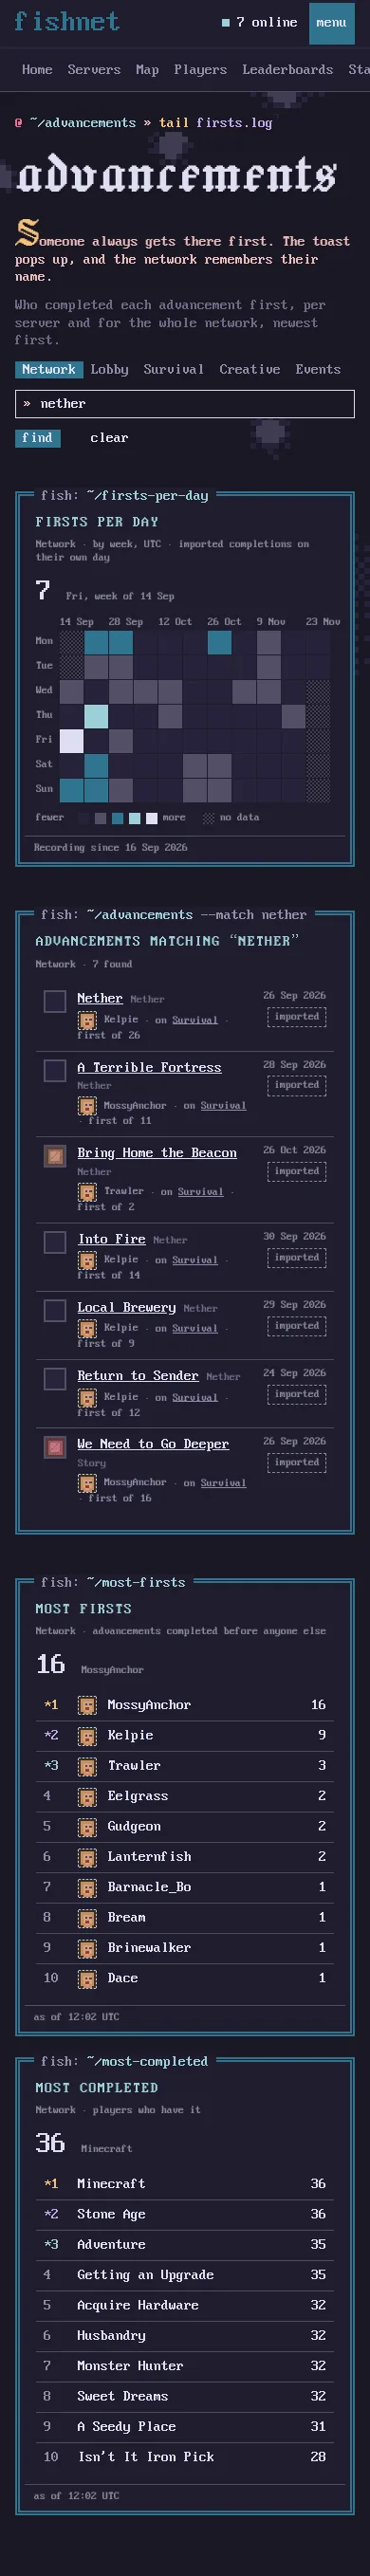 fishnet
7 online
menu
Home Servers Map Players Leaderboards Sta
@ ~/advancements » tail firsts.log
advancements
Someone always gets there first. The toast
pops up, and the network remembers their
name.
Who completed each advancement first, per
server and for the whole network, newest
first.
Network Lobby Survival Creative Events
» nether
find clear
fish: ~/firsts-per-day
FIRSTS PER DAY
Network · by week, UTC · imported completions on
their own day
7 Fri, week of 14 Sep
14 Sep 28 Sep 12 Oct 26 Oct 9 Nov 23 Nov
Mon
Tue
Wed
Thu
Fri
Sat
Sun
fewer more no data
Recording since 16 Sep 2026
fish: ~/advancements --match nether
ADVANCEMENTS MATCHING “NETHER”
Network · 7 found
Nether Nether 26 Sep 2026
Kelpie · on Survival · imported
first of 26
A Terrible Fortress 28 Sep 2026
Nether imported
MossyAnchor · on Survival
· first of 11
Bring Home the Beacon 26 Oct 2026
Nether imported
Trawler · on Survival ·
first of 2
Into Fire Nether 30 Sep 2026
Kelpie · on Survival · imported
first of 14
Local Brewery Nether 29 Sep 2026
Kelpie · on Survival · imported
first of 9
Return to Sender Nether 24 Sep 2026
Kelpie · on Survival · imported
first of 12
We Need to Go Deeper 26 Sep 2026
Story imported
MossyAnchor · on Survival
· first of 16
fish: ~/most-firsts
MOST FIRSTS
Network · advancements completed before anyone else
16 MossyAnchor
*1 MossyAnchor 16
*2 Kelpie 9
*3 Trawler 3
4 Eelgrass 2
5 Gudgeon 2
6 Lanternfish 2
7 Barnacle_Bo 1
8 Bream 1
9 Brinewalker 1
10 Dace 1
as of 12:02 UTC
fish: ~/most-completed
MOST COMPLETED
Network · players who have it
36 Minecraft
*1 Minecraft 36
*2 Stone Age 36
*3 Adventure 35
4 Getting an Upgrade 35
5 Acquire Hardware 32
6 Husbandry 32
7 Monster Hunter 32
8 Sweet Dreams 32
9 A Seedy Place 31
10 Isn't It Iron Pick 28
as of 12:02 UTC